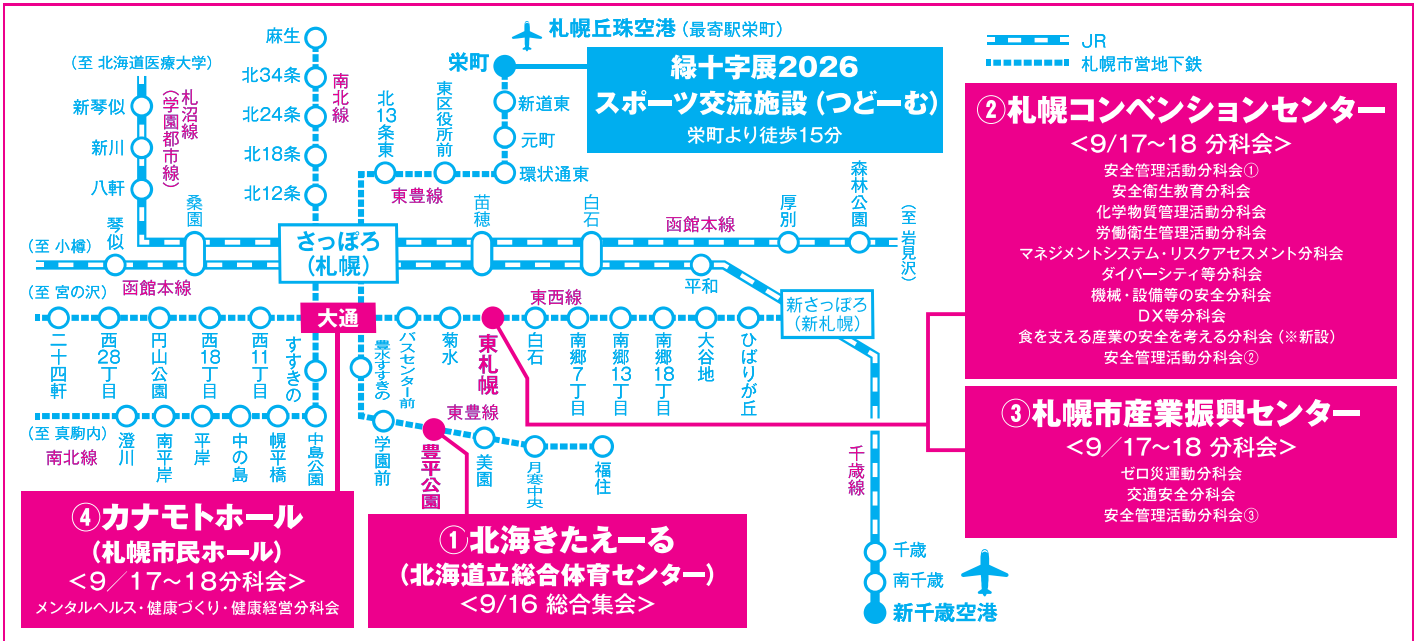 札幌丘珠空港(最寄駅栄町)
緑十字展2026
スポーツ交流施設(つどーむ)
栄町より徒歩15分
JR
札幌市営地下鉄
②札幌コンベンションセンター
<9/17~18 分科会>
安全管理活動分科会①
安全衛生教育分科会
化学物質管理活動分科会
労働衛生管理活動分科会
マネジメントシステム・リスクアセスメント分科会
ダイバーシティ等分科会
機械・設備等の安全分科会
DX等分科会
食を支える産業の安全を考える分科会(※新設)
安全管理活動分科会②
③札幌市産業振興センター
<9/17~18 分科会>
ゼロ災運動分科会
交通安全分科会
安全管理活動分科会③
④カナモトホール
(札幌市民ホール)
<9/17~18分科会>
メンタルヘルス・健康づくり・健康経営分科会
①北海きたえーる
(北海道立総合体育センター)
<9/16 総合集会>
(至 北海道医療大学)
新琴似
新川
八軒
札沼線
(学園都市線)
麻生
北34条
北24条
北18条
北12条
南北線
栄町
新道東
元町
環状通東
東区役所前
北13条東
東豊線
(至 小樽)
琴似
桑園
函館本線
さっぽろ
(札幌)
苗穂
白石
函館本線
厚別
森林公園
(至 岩見沢)
平和
新さっぽろ
(新札幌)
(至 宮の沢)
二十四軒
西28丁目
円山公園
西18丁目
西11丁目
大通
バスセンター前
菊水
東札幌
東西線
白石
南郷7丁目
南郷13丁目
南郷18丁目
大谷地
ひばりが丘
すすきの
豊水すすきの
(至 真駒内)
南北線
澄川
南平岸
平岸
中の島
幌平橋
中島公園
学園前
豊平公園
東豊線
美園
月寒中央
福住
千歳線
千歳
南千歳
新千歳空港